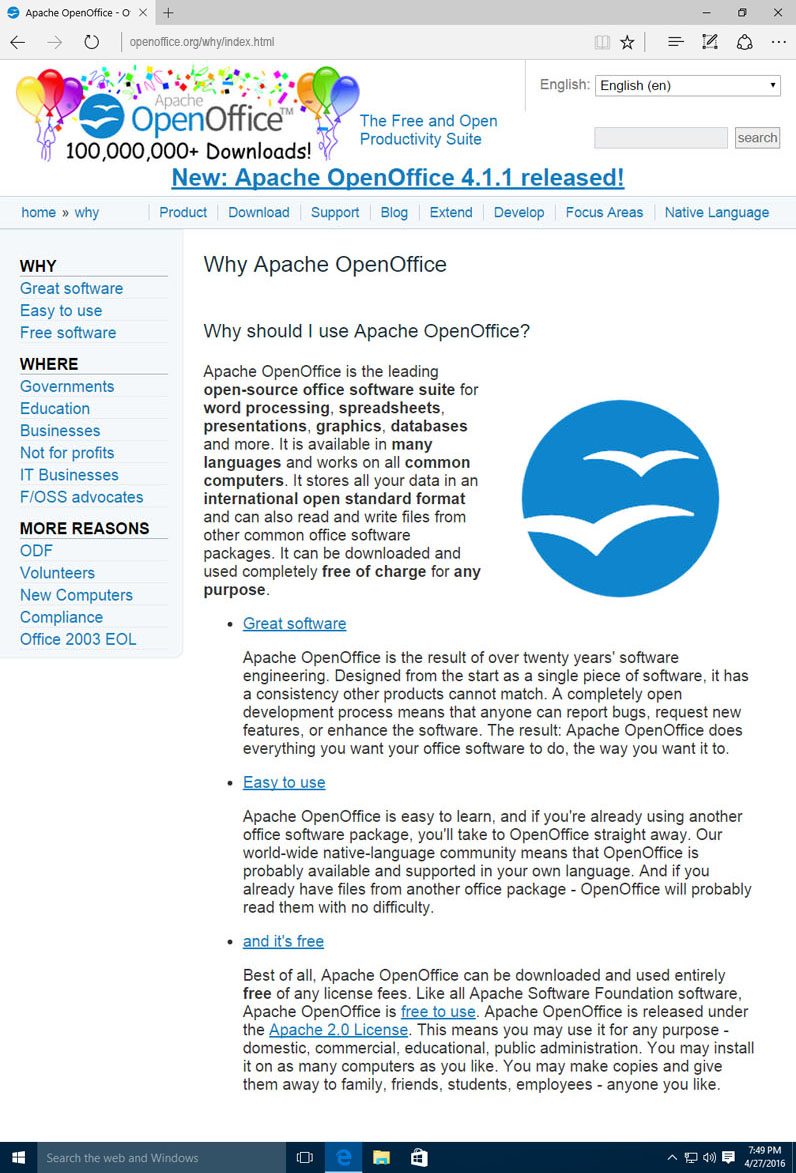 Apache OpenOffice - O
openoffice.org/why/index.html
Apache
OpenOffice™
100,000,000+ Downloads!
The Free and Open
Productivity Suite
English: English (en)
search
New: Apache OpenOffice 4.1.1 released!
home » why Product Download Support Blog Extend Develop Focus Areas Native Language
WHY
Great software
Easy to use
Free software
WHERE
Governments
Education
Businesses
Not for profits
IT Businesses
F/OSS advocates
MORE REASONS
ODF
Volunteers
New Computers
Compliance
Office 2003 EOL
Why Apache OpenOffice
Why should I use Apache OpenOffice?
Apache OpenOffice is the leading
open-source office software suite for
word processing, spreadsheets,
presentations, graphics, databases
and more. It is available in many
languages and works on all common
computers. It stores all your data in an
international open standard format
and can also read and write files from
other common office software
packages. It can be downloaded and
used completely free of charge for any
purpose.
• Great software
Apache OpenOffice is the result of over twenty years' software
engineering. Designed from the start as a single piece of software, it has
a consistency other products cannot match. A completely open
development process means that anyone can report bugs, request new
features, or enhance the software. The result: Apache OpenOffice does
everything you want your office software to do, the way you want it to.
• Easy to use
Apache OpenOffice is easy to learn, and if you're already using another
office software package, you'll take to OpenOffice straight away. Our
world-wide native-language community means that OpenOffice is
probably available and supported in your own language. And if you
already have files from another office package - OpenOffice will probably
read them with no difficulty.
• and it's free
Best of all, Apache OpenOffice can be downloaded and used entirely
free of any license fees. Like all Apache Software Foundation software,
Apache OpenOffice is free to use. Apache OpenOffice is released under
the Apache 2.0 License. This means you may use it for any purpose -
domestic, commercial, educational, public administration. You may install
it on as many computers as you like. You may make copies and give
them away to family, friends, students, employees - anyone you like.
Search the web and Windows
7:49 PM
4/27/2016